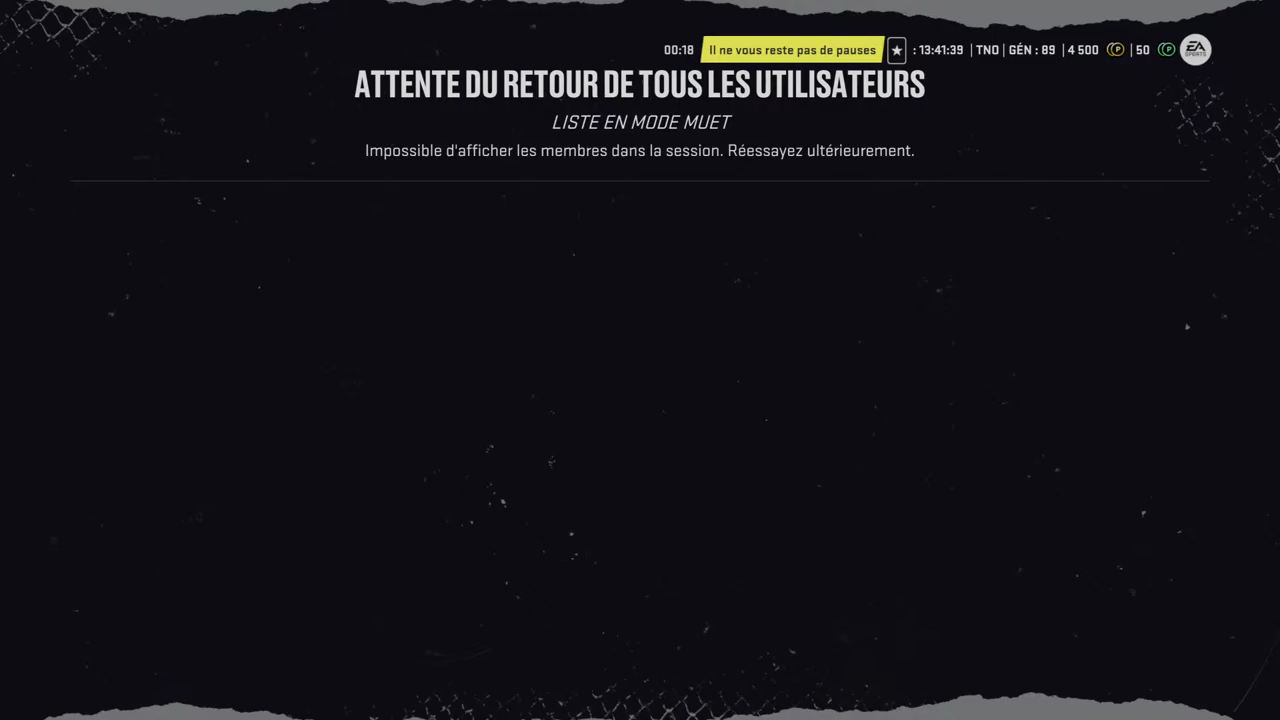 00:18 Il ne vous reste pas de pauses ★ : 13:41:39 | TNO | GÉN : 89 | 4 500 P | 50 P EA SPORTS
ATTENTE DU RETOUR DE TOUS LES UTILISATEURS
LISTE EN MODE MUET
Impossible d'afficher les membres dans la session. Réessayez ultérieurement.